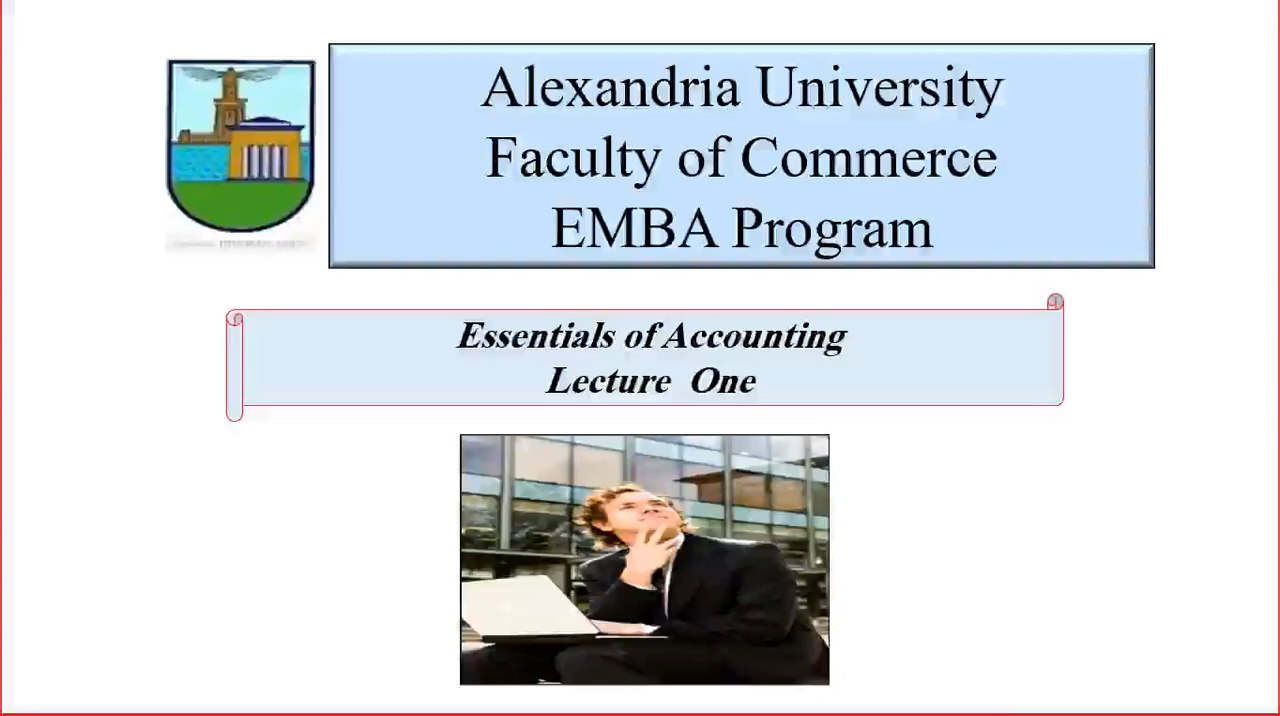 Alexandria University
Faculty of Commerce
EMBA Program
Essentials of Accounting
Lecture One